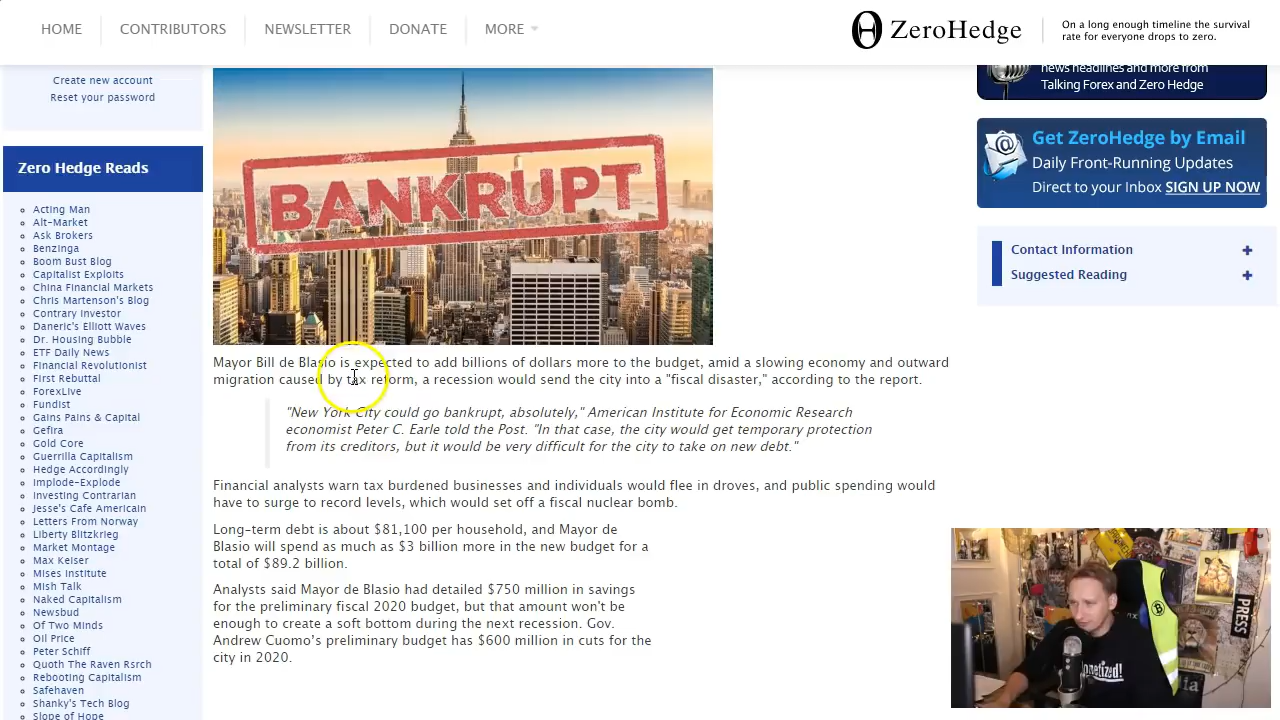 HOME
CONTRIBUTORS
NEWSLETTER
DONATE
MORE
ZeroHedge
On a long enough timeline the survival
rate for everyone drops to zero.
Create new account
Reset your password
Zero Hedge Reads
Acting Man
Alt-Market
Ask Brokers
Benzinga
Boom Bust Blog
Capitalist Exploits
China Financial Markets
Chris Martenson's Blog
Contrary Investor
Daneric's Elliott Waves
Dr. Housing Bubble
ETF Daily News
Financial Revolutionist
First Rebuttal
ForexLive
Fundist
Gains Pains & Capital
Gefira
Gold Core
Guerrilla Capitalism
Hedge Accordingly
Implode-Explode
Investing Contrarian
Jesse's Cafe Americain
Letters From Norway
Liberty Blitzkrieg
Market Montage
Max Keiser
Mises Institute
Mish Talk
Naked Capitalism
Newsbud
Of Two Minds
Oil Price
Peter Schiff
Quoth The Raven Rsrch
Rebooting Capitalism
Safehaven
Shanky's Tech Blog
Slope of Hope
BANKRUPT
Mayor Bill de Blasio is expected to add billions of dollars more to the budget, amid a slowing economy and outward
migration caused by tax reform, a recession would send the city into a "fiscal disaster," according to the report.
"New York City could go bankrupt, absolutely," American Institute for Economic Research
economist Peter C. Earle told the Post. "In that case, the city would get temporary protection
from its creditors, but it would be very difficult for the city to take on new debt."
Financial analysts warn tax burdened businesses and individuals would flee in droves, and public spending would
have to surge to record levels, which would set off a fiscal nuclear bomb.
Long-term debt is about $81,100 per household, and Mayor de
Blasio will spend as much as $3 billion more in the new budget for a
total of $89.2 billion.
Analysts said Mayor de Blasio had detailed $750 million in savings
for the preliminary fiscal 2020 budget, but that amount won't be
enough to create a soft bottom during the next recession. Gov.
Andrew Cuomo's preliminary budget has $600 million in cuts for the
city in 2020.
news headlines and more from
Talking Forex and Zero Hedge
Get ZeroHedge by Email
Daily Front-Running Updates
Direct to your Inbox SIGN UP NOW
Contact Information +
Suggested Reading +
PRESS